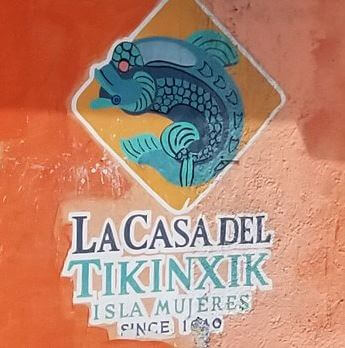 LA CASA DEL
TIKINXIK
ISLA MUJERES
SINCE